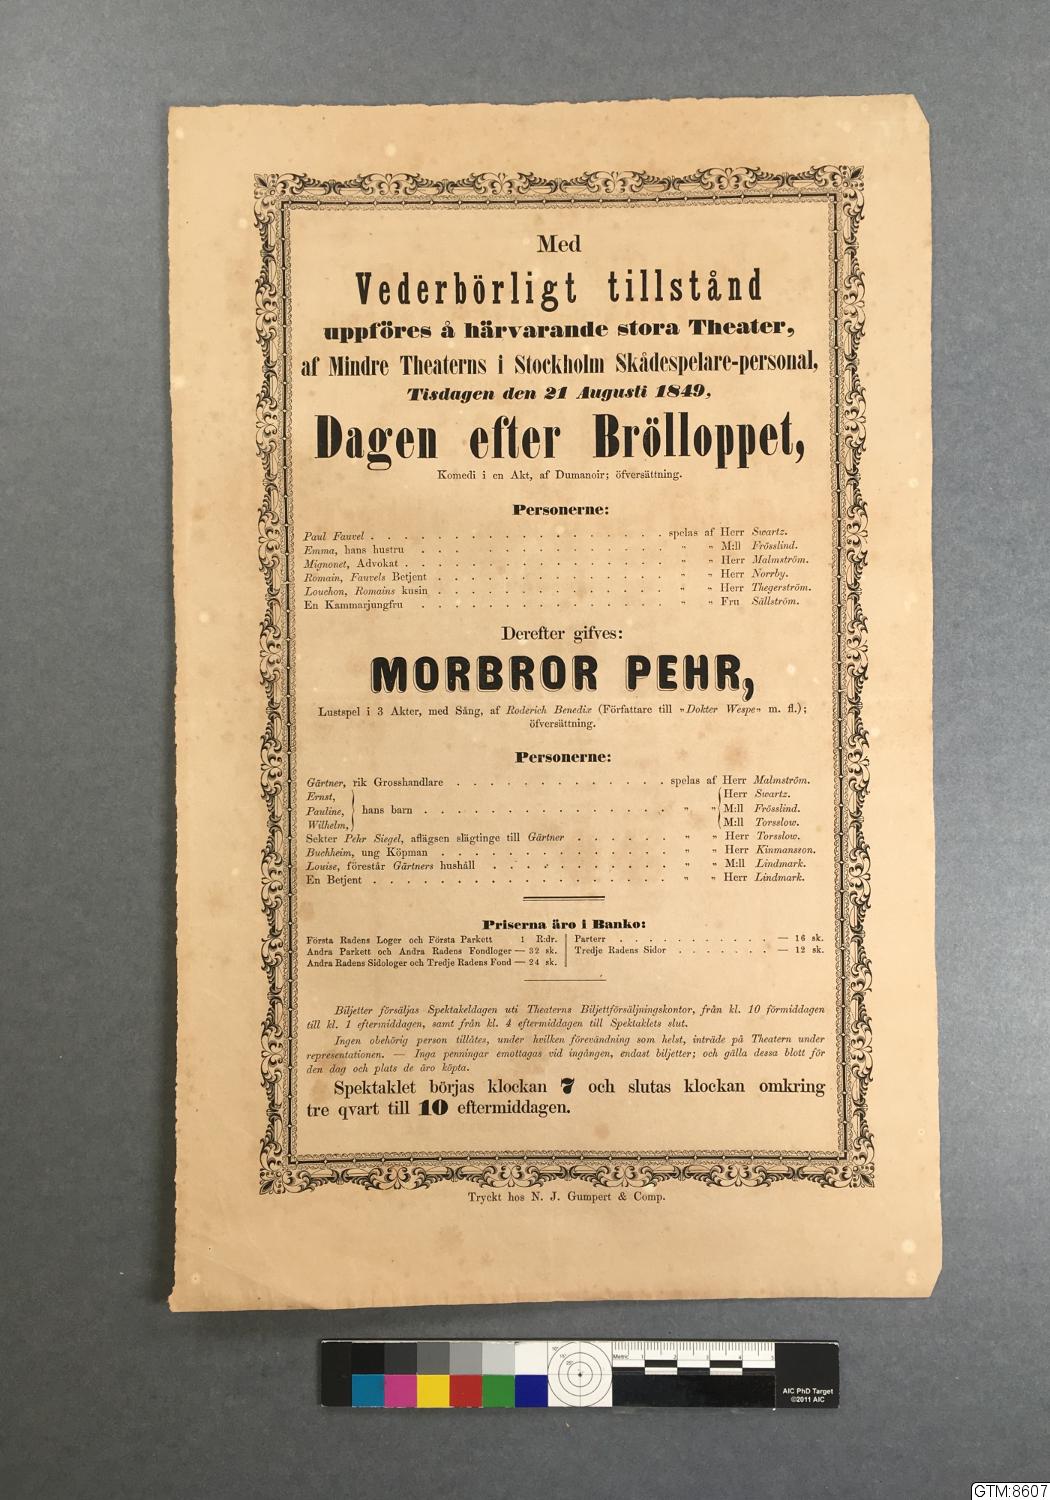 Med
Vederbörligt tillstånd
uppföres å härvarande stora Theater,
af Mindre Theaterns i Stockholm Skådespelare-personal,
Tisdagen den 21 Augusti 1849,
Dagen efter Brölloppet,
Komedi i en Akt, af Dumanoir; öfversättning.
Personerne:
Paul Fauvel . . . . . . . . . . . . . . . . . . spelas af Herr Swartz.
Emma, hans hustru . . . . . . . . . . . . . . . „ „ M:ll Frösslind.
Mignonet, Advokat . . . . . . . . . . . . . . . . „ „ Herr Malmström.
Romain, Fauvels Betjent . . . . . . . . . . . . . . „ „ Herr Norrby.
Louchon, Romains kusin . . . . . . . . . . . . . . „ „ Herr Thegerström.
En Kammarjungfru . . . . . . . . . . . . . . . „ „ Fru Sällström.
Derefter gifves:
MORBROR PEHR,
Lustspel i 3 Akter, med Sång, af Roderich Benedix (Författare till „Dokter Wespe„ m. fl.);
öfversättning.
Personerne:
Gärtner, rik Grosshandlare . . . . . . . . . . . . . spelas af Herr Malmström.
Ernst, Herr Swartz.
Pauline, hans barn . . . . . . . . . . . . . . . „ „ M:ll Frösslind.
Wilhelm, M:ll Torsslow.
Sekter Pehr Siegel, aflägsen slägtinge till Gärtner . . . . . . „ „ Herr Torsslow.
Buchheim, ung Köpman . . . . . . . . . . . . . . „ „ Herr Kinmansson.
Louise, förestår Gärtners hushåll . . . . . . . . . . . „ „ M:ll Lindmark.
En Betjent . . . . . . . . . . . . . . . . . . „ „ Herr Lindmark.
Priserna äro i Banko:
Första Radens Loger och Första Parkett 1 R:dr.
Andra Parkett och Andra Radens Fondloger — 32 sk.
Andra Radens Sidologer och Tredje Radens Fond — 24 sk.
Parterr . . . . . . . . . . . — 16 sk.
Tredje Radens Sidor . . . . . . . — 12 sk.
Biljetter försäljas Spektakeldagen uti Theaterns Biljettförsäljningskontor, från kl. 10 förmiddagen
till kl. 1 eftermiddagen, samt från kl. 4 eftermiddagen till Spektaklets slut.
Ingen obehörig person tillåtes, under hvilken förevändning som helst, inträde på Theatern under
representationen. — Inga penningar emottagas vid ingången, endast biljetter; och gälla dessa blott för
den dag och plats de äro köpta.
Spektaklet börjas klockan 7 och slutas klockan omkring
tre qvart till 10 eftermiddagen.
Tryckt hos N. J. Gumpert & Comp.
Metric 1 2 3 4 5
AIC PhD Target
©2011 AIC
GTM:8607